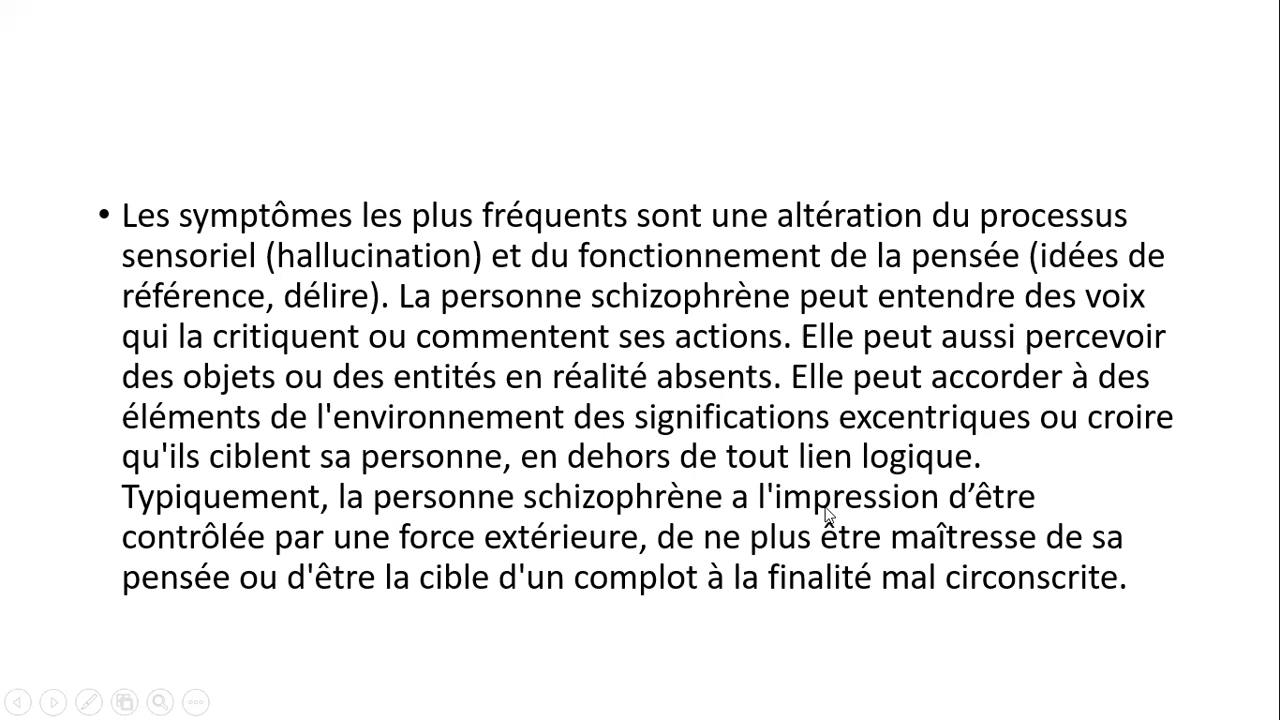 • Les symptômes les plus fréquents sont une altération du processus
sensoriel (hallucination) et du fonctionnement de la pensée (idées de
référence, délire). La personne schizophrène peut entendre des voix
qui la critiquent ou commentent ses actions. Elle peut aussi percevoir
des objets ou des entités en réalité absents. Elle peut accorder à des
éléments de l'environnement des significations excentriques ou croire
qu'ils ciblent sa personne, en dehors de tout lien logique.
Typiquement, la personne schizophrène a l'impression d’être
contrôlée par une force extérieure, de ne plus être maîtresse de sa
pensée ou d'être la cible d'un complot à la finalité mal circonscrite.